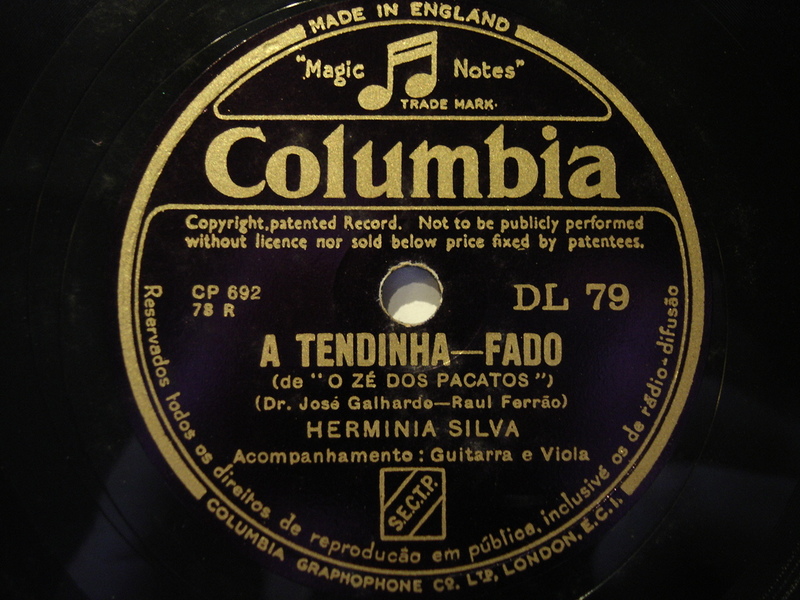 MADE IN ENGLAND
"Magic Notes"
TRADE MARK.
Columbia
Copyright, patented Record. Not to be publicly performed
without licence nor sold below price fixed by patentees.
CP 692
78 R
DL 79
A TENDINHA—FADO
(de "O ZÉ DOS PACATOS")
(Dr. José Galhardo—Raul Ferrão)
HERMINIA SILVA
Acompanhamento: Guitarra e Viola
S.E.C.T.P.
Reservados todos os direitos de reprodução em pública, inclusivé os de rádio-difusão
COLUMBIA GRAPHOPHONE CO. LTD, LONDON, E.C.1.